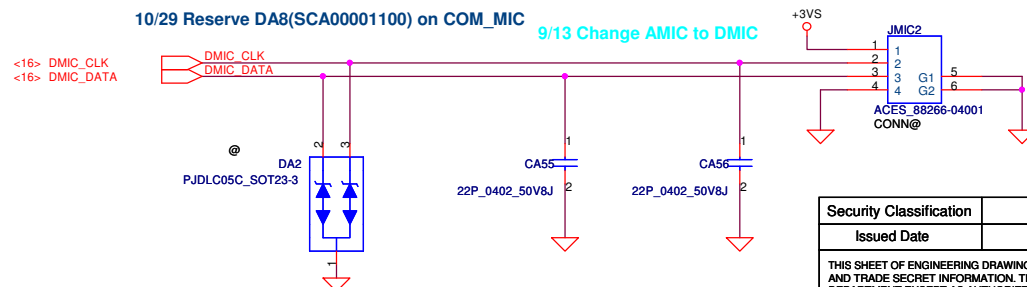 10/29 Reserve DA8(SCA00001100) on COM_MIC
9/13 Change AMIC to DMIC
+3VS
JMIC2
<16> DMIC_CLK
DMIC_CLK
<16> DMIC_DATA
DMIC_DATA
1 1
2 2
3 3 G1 5
4 4 G2 6
ACES_88266-04001
CONN@
@
2 3
DA2
PJDLC05C_SOT23-3
1
1
CA55
2
22P_0402_50V8J
1
CA56
2
22P_0402_50V8J
Security Classification
Issued Date
THIS SHEET OF ENGINEERING DRAWING
AND TRADE SECRET INFORMATION.